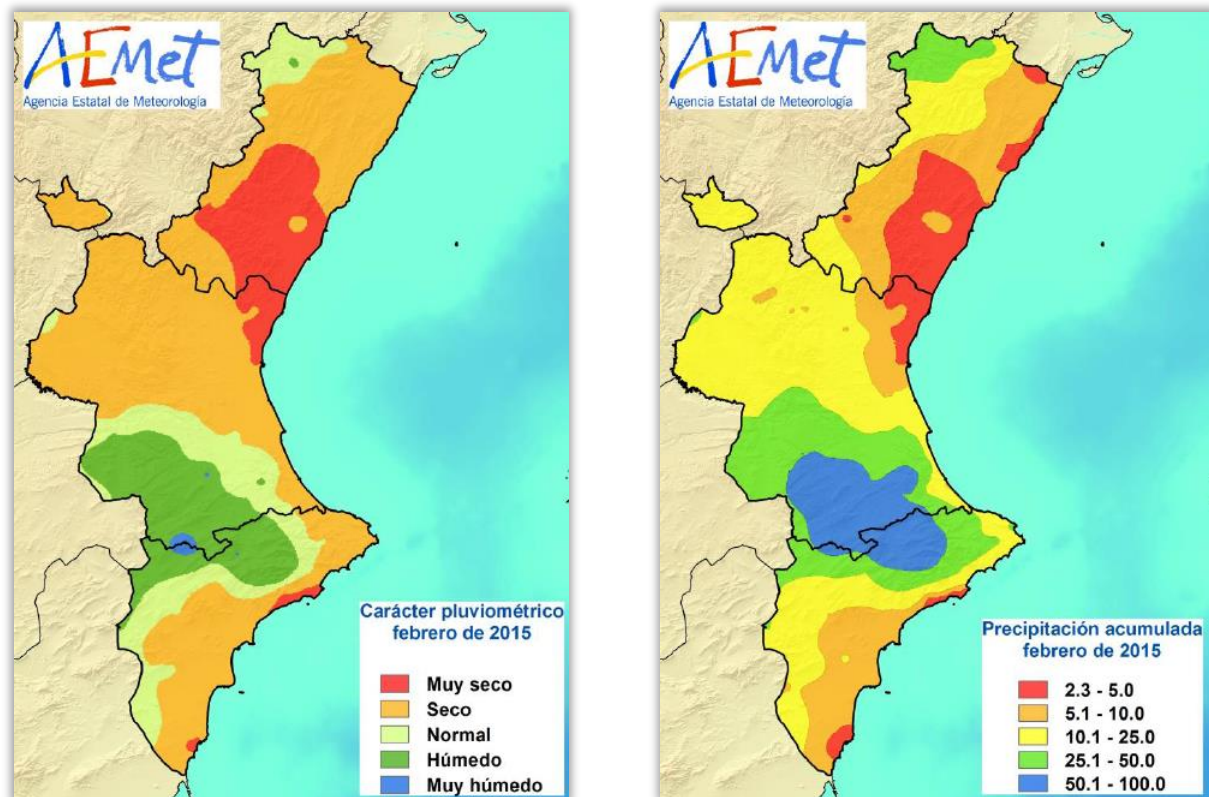 AEMet
Agencia Estatal de Meteorología
Carácter pluviométrico
febrero de 2015
Muy seco
Seco
Normal
Húmedo
Muy húmedo
AEMet
Agencia Estatal de Meteorología
Precipitación acumulada
febrero de 2015
2.3 - 5.0
5.1 - 10.0
10.1 - 25.0
25.1 - 50.0
50.1 - 100.0